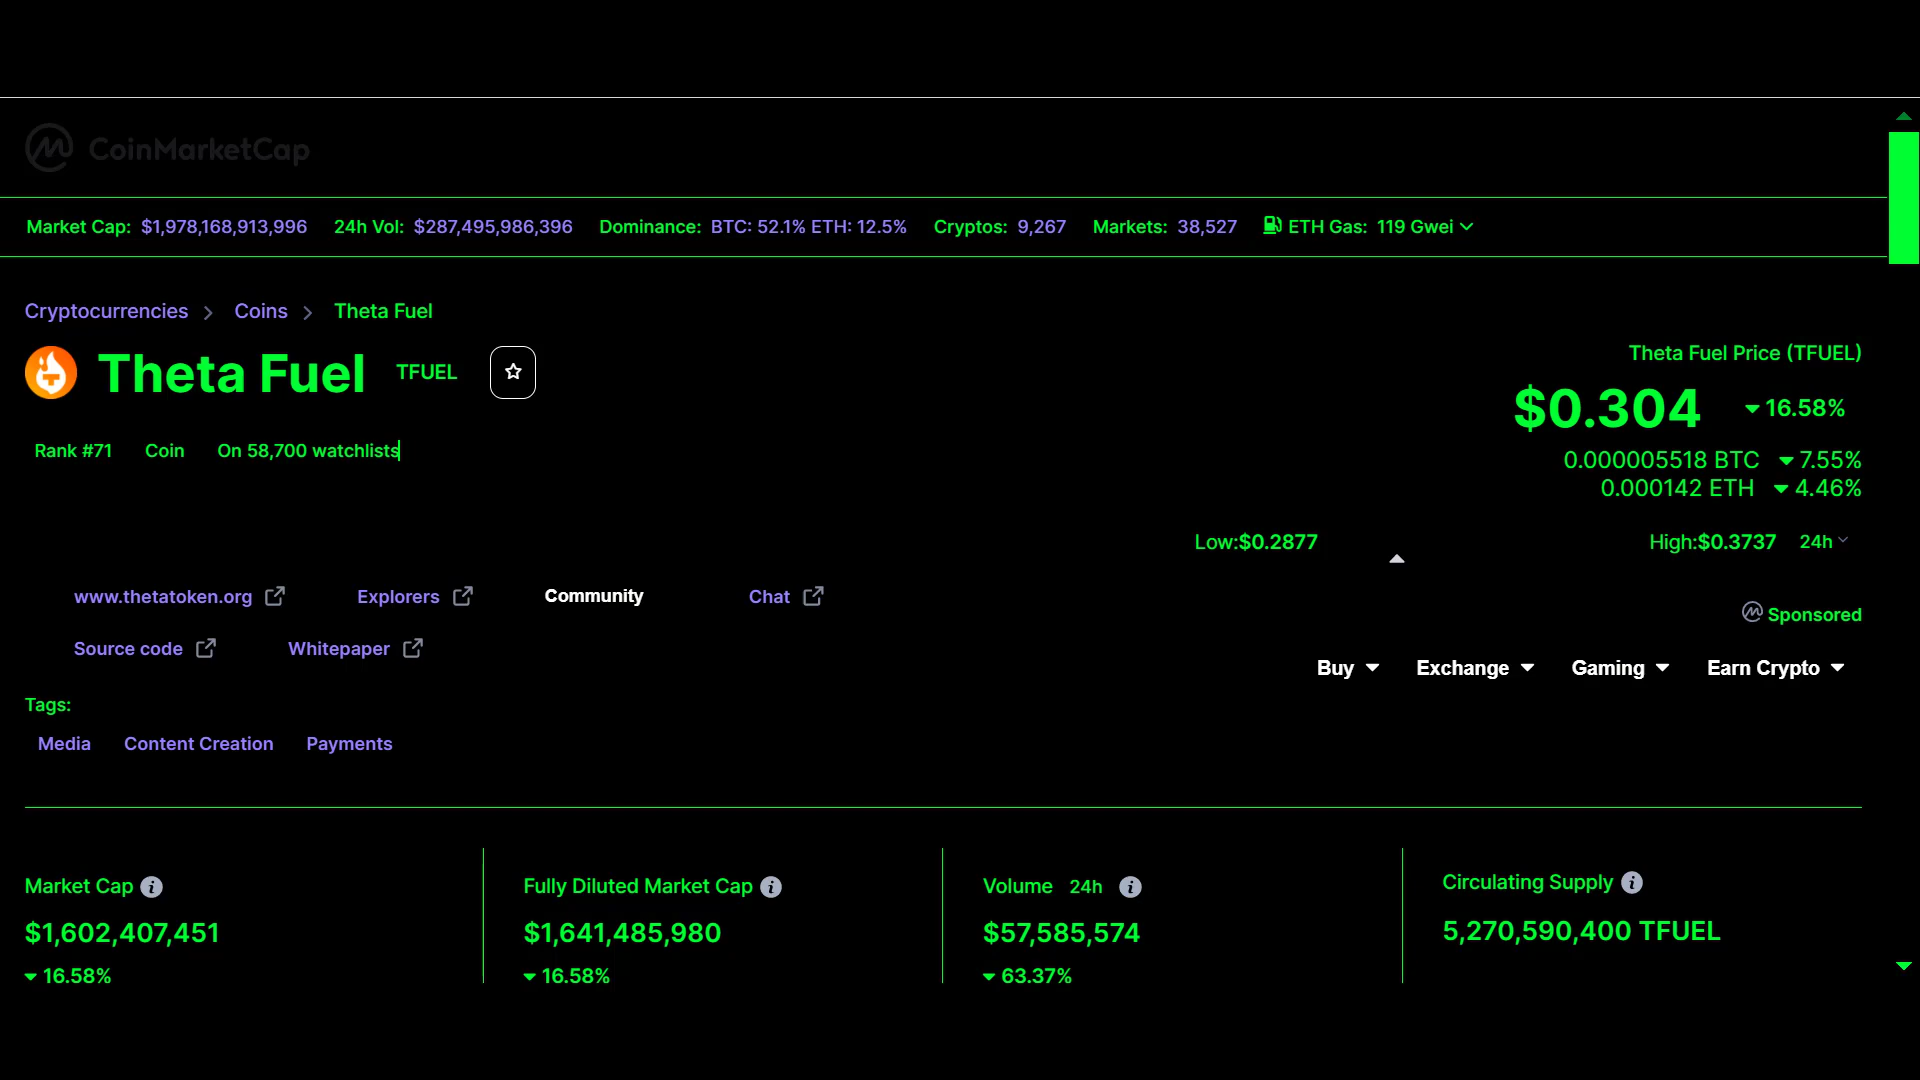 CoinMarketCap
Market Cap: $1,978,168,913,996 24h Vol: $287,495,986,396 Dominance: BTC: 52.1% ETH: 12.5% Cryptos: 9,267 Markets: 38,527 ETH Gas: 119 Gwei
Cryptocurrencies Coins Theta Fuel
Theta Fuel TFUEL
Rank #71 Coin On 58,700 watchlists
Theta Fuel Price (TFUEL)
$0.304 16.58%
0.000005518 BTC 7.55%
0.000142 ETH 4.46%
Low:$0.2877 High:$0.3737 24h
www.thetatoken.org Explorers Community Chat
Source code Whitepaper
Sponsored
Buy Exchange Gaming Earn Crypto
Tags:
Media Content Creation Payments
Market Cap
$1,602,407,451
16.58%
Fully Diluted Market Cap
$1,641,485,980
16.58%
Volume 24h
$57,585,574
63.37%
Circulating Supply
5,270,590,400 TFUEL